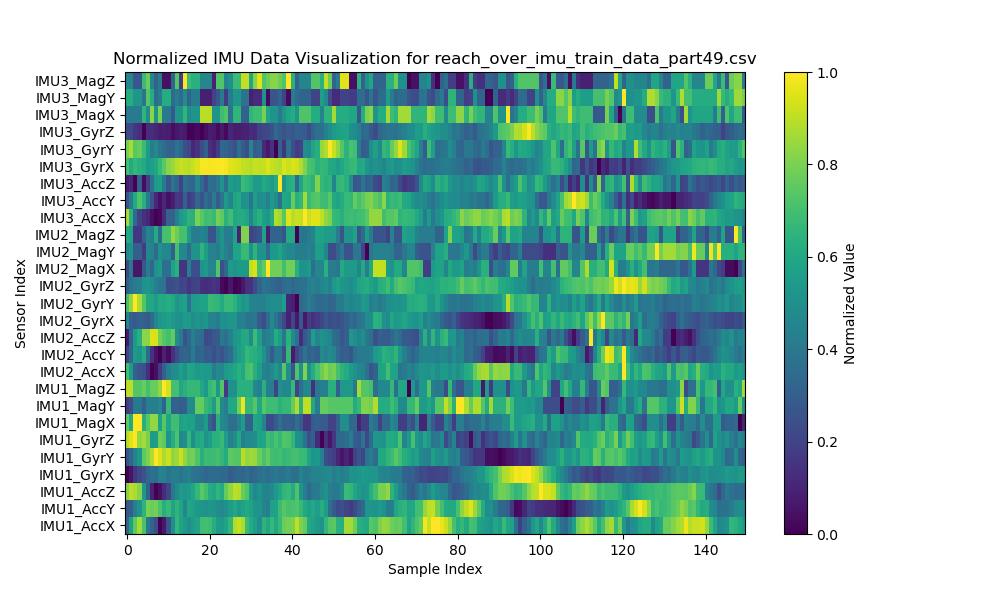 Normalized IMU Data Visualization for reach_over_imu_train_data_part49.csv
IMU3_MagZ
IMU3_MagY
IMU3_MagX
IMU3_GyrZ
IMU3_GyrY
IMU3_GyrX
IMU3_AccZ
IMU3_AccY
IMU3_AccX
IMU2_MagZ
IMU2_MagY
IMU2_MagX
IMU2_GyrZ
IMU2_GyrY
IMU2_GyrX
IMU2_AccZ
IMU2_AccY
IMU2_AccX
IMU1_MagZ
IMU1_MagY
IMU1_MagX
IMU1_GyrZ
IMU1_GyrY
IMU1_GyrX
IMU1_AccZ
IMU1_AccY
IMU1_AccX
Sensor Index
0 20 40 60 80 100 120 140
Sample Index
1.0
0.8
0.6
0.4
0.2
0.0
Normalized Value